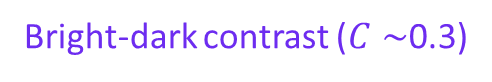 Bright-dark contrast (𝐶 ~0.3)